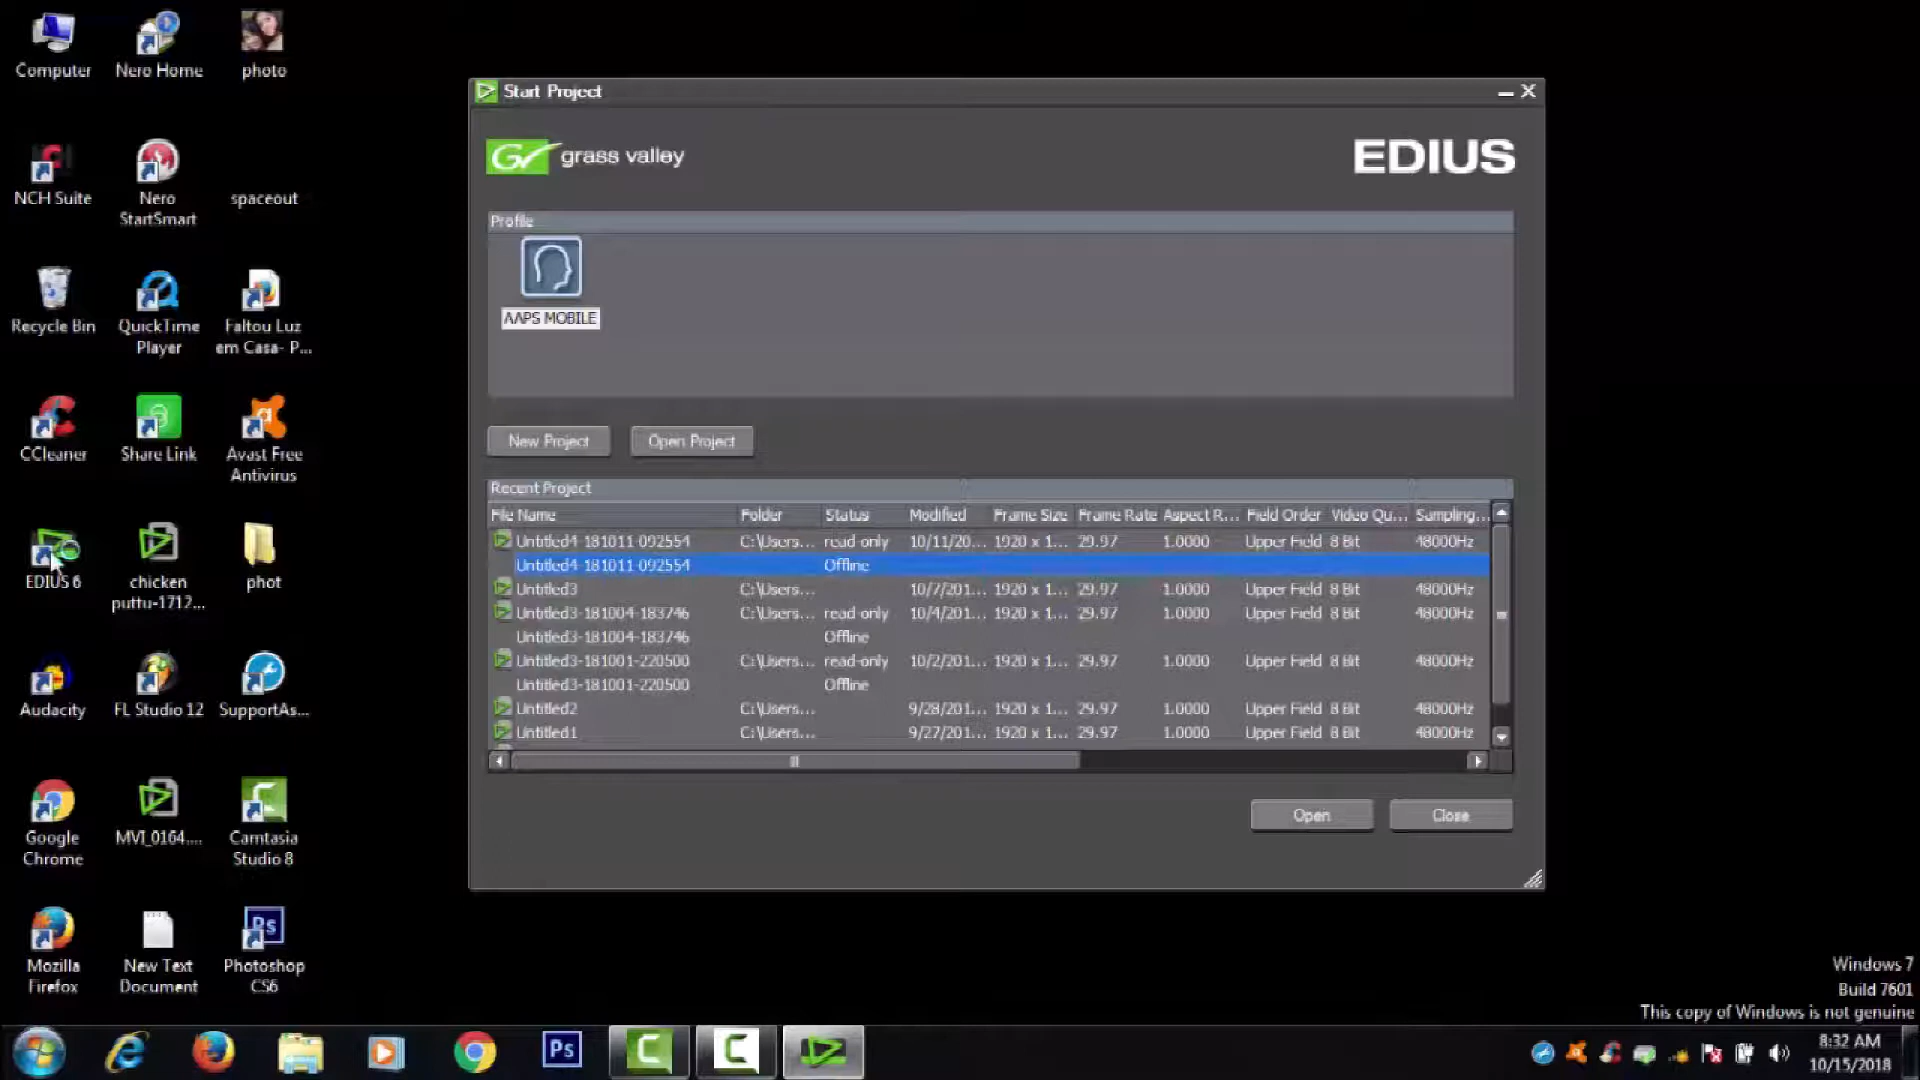 Computer
Nero Home
photo
NCH Suite
Nero
StartSmart
spaceout
Recycle Bin
QuickTime
Player
Faltou Luz
em Casa- P...
CCleaner
Share Link
Avast Free
Antivirus
EDIUS 6
chicken
puttu-1712...
phot
Audacity
FL Studio 12
SupportAs...
Google
Chrome
MVI_0164....
Camtasia
Studio 8
Mozilla
Firefox
New Text
Document
Photoshop
CS6
Start Project
GV grass valley
EDIUS
Profile
AAPS MOBILE
New Project
Open Project
Recent Project
File Name Folder Status Modified Frame Size Frame Rate Aspect R... Field Order Video Qu... Sampling...
Untitled4-181011-092554 C:\Users... read-only 10/11/20... 1920 x 1... 29.97 1.0000 Upper Field 8 Bit 48000Hz
Untitled4-181011-092554 Offline
Untitled3 C:\Users... 10/7/201... 1920 x 1... 29.97 1.0000 Upper Field 8 Bit 48000Hz
Untitled3-181004-183746 C:\Users... read-only 10/4/201... 1920 x 1... 29.97 1.0000 Upper Field 8 Bit 48000Hz
Untitled3-181004-183746 Offline
Untitled3-181001-220500 C:\Users... read-only 10/2/201... 1920 x 1... 29.97 1.0000 Upper Field 8 Bit 48000Hz
Untitled3-181001-220500 Offline
Untitled2 C:\Users... 9/28/201... 1920 x 1... 29.97 1.0000 Upper Field 8 Bit 48000Hz
Untitled1 C:\Users... 9/27/201... 1920 x 1... 29.97 1.0000 Upper Field 8 Bit 48000Hz
Open
Close
Windows 7
Build 7601
This copy of Windows is not genuine
Ps
8:32 AM
10/15/2018